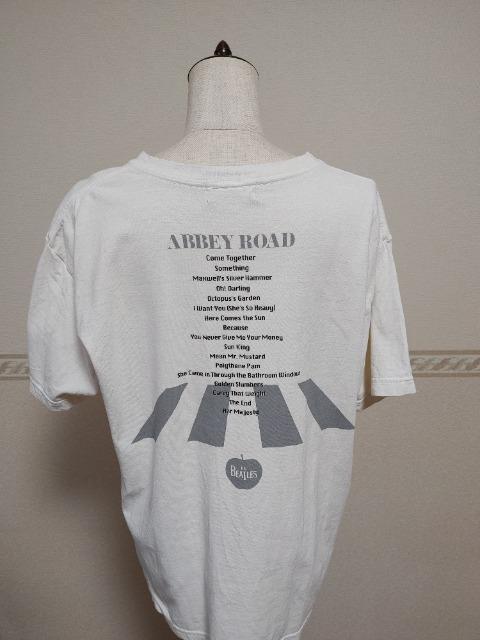 ABBEY ROAD
Come Together
Something
Maxwell's Silver Hammer
Oh! Darling
Octopus's Garden
I Want You (She's So Heavy)
Here Comes the Sun
Because
You Never Give Me Your Money
Sun King
Mean Mr. Mustard
Polythene Pam
She Came in Through the Bathroom Window
Golden Slumbers
Carry That Weight
The End
Her Majesty
THE
BEATLES